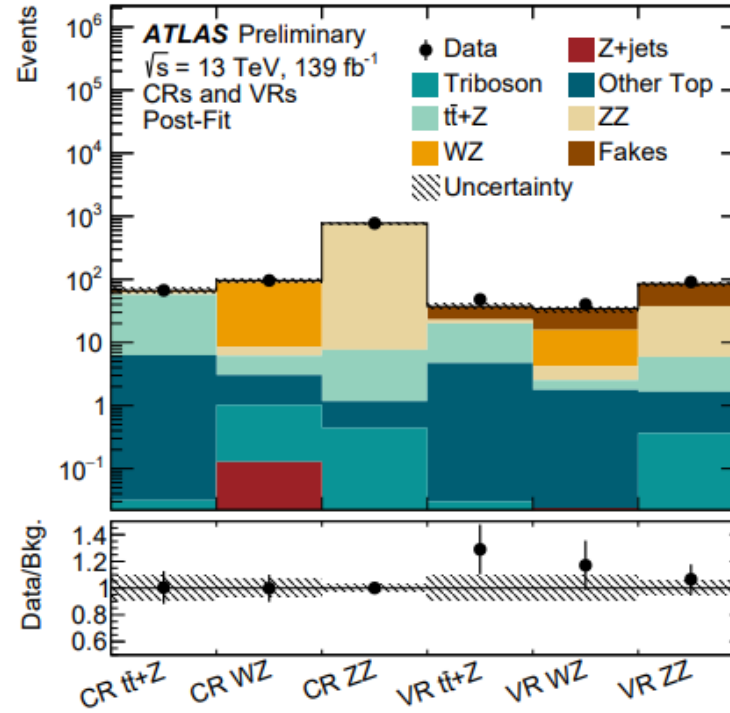 ATLAS Preliminary
√s = 13 TeV, 139 fb⁻¹
CRs and VRs
Post-Fit
Data
Z+jets
Triboson
Other Top
tt̄+Z
ZZ
WZ
Fakes
Uncertainty
Events
10⁶
10⁵
10⁴
10³
10²
10
1
10⁻¹
Data/Bkg.
1.4
1.2
1
0.8
0.6
CR tt̄+Z
CR WZ
CR ZZ
VR tt̄+Z
VR WZ
VR ZZ